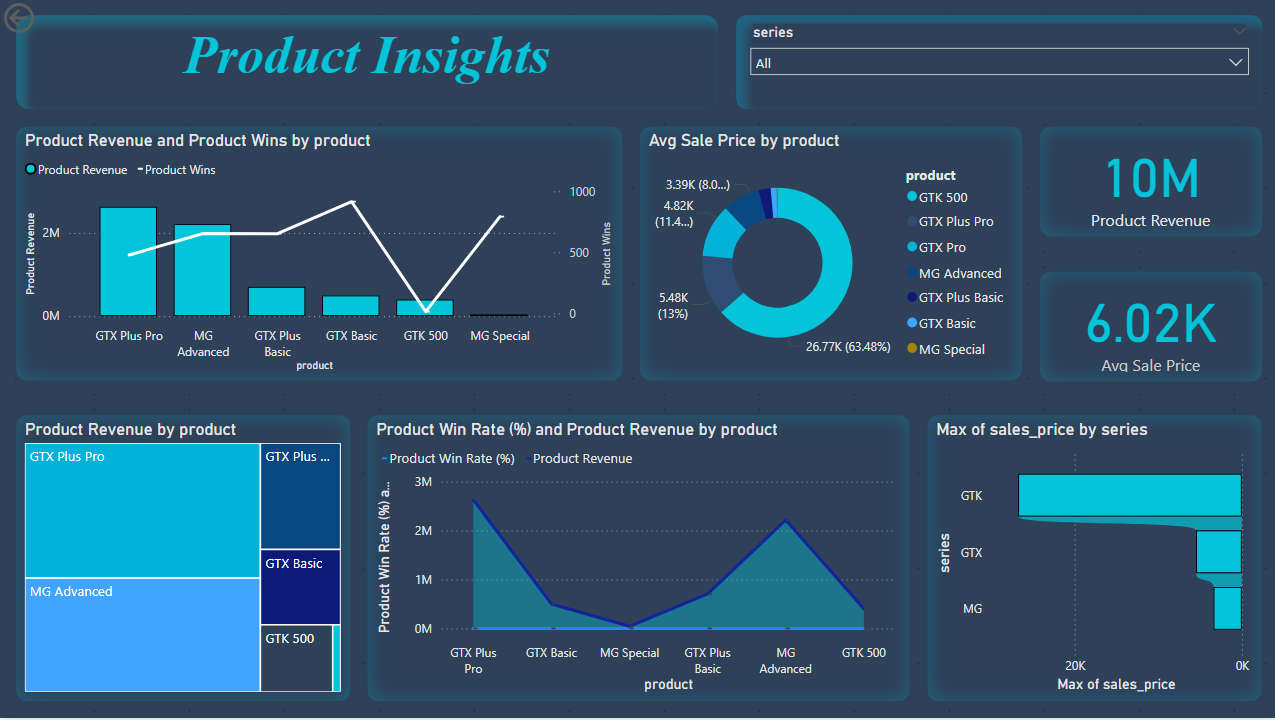 Product Insights
series
All
Product Revenue and Product Wins by product
Product Revenue
Product Wins
Product Revenue
2M
0M
1000
500
0
Product Wins
GTX Plus Pro
MG
Advanced
GTX Plus
Basic
GTX Basic
GTK 500
MG Special
product
Avg Sale Price by product
3.39K (8.0...)
4.82K
(11.4...)
5.48K
(13%)
26.77K (63.48%)
product
GTK 500
GTX Plus Pro
GTX Pro
MG Advanced
GTX Plus Basic
GTX Basic
MG Special
10M
Product Revenue
6.02K
Avg Sale Price
Product Revenue by product
GTX Plus Pro
GTX Plus ...
MG Advanced
GTX Basic
GTK 500
Product Win Rate (%) and Product Revenue by product
Product Win Rate (%)
Product Revenue
Product Win Rate (%) a...
3M
2M
1M
0M
GTX Plus
Pro
GTX Basic
MG Special
GTX Plus
Basic
MG
Advanced
GTK 500
product
Max of sales_price by series
series
GTK
GTX
MG
20K
0K
Max of sales_price